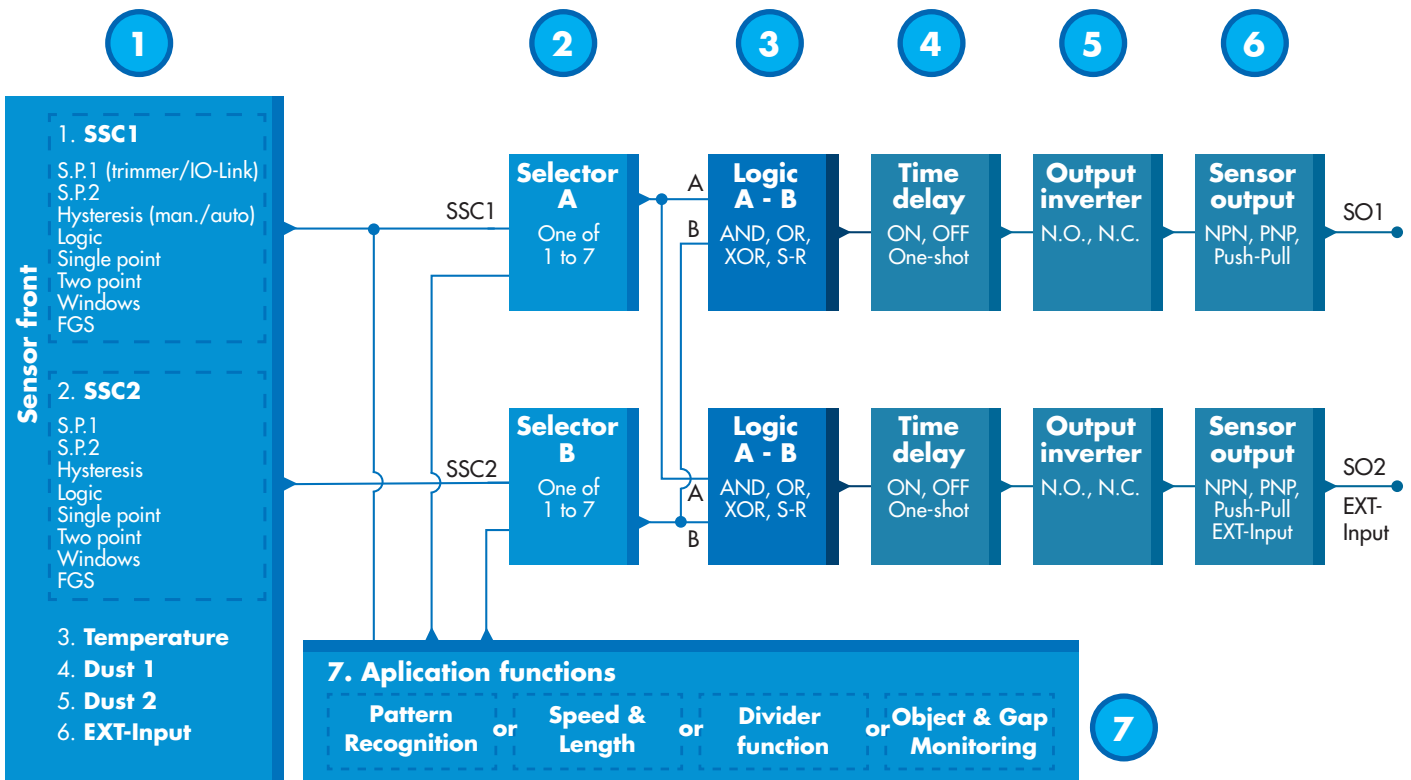 1
2
3
4
5
6
Sensor front
1. SSC1
S.P.1 (trimmer/IO-Link)
S.P.2
Hysteresis (man./auto)
Logic
Single point
Two point
Windows
FGS
2. SSC2
S.P.1
S.P.2
Hysteresis
Logic
Single point
Two point
Windows
FGS
3. Temperature
4. Dust 1
5. Dust 2
6. EXT-Input
SSC1
Selector
A
One of
1 to 7
A
B
Logic
A - B
AND, OR,
XOR, S-R
Time
delay
ON, OFF
One-shot
Output
inverter
N.O., N.C.
Sensor
output
NPN, PNP,
Push-Pull
SO1
SSC2
Selector
B
One of
1 to 7
A
B
Logic
A - B
AND, OR,
XOR, S-R
Time
delay
ON, OFF
One-shot
Output
inverter
N.O., N.C.
Sensor
output
NPN, PNP,
Push-Pull
EXT-Input
SO2
EXT-
Input
7. Aplication functions
Pattern
Recognition
or
Speed &
Length
or
Divider
function
or
Object & Gap
Monitoring
7